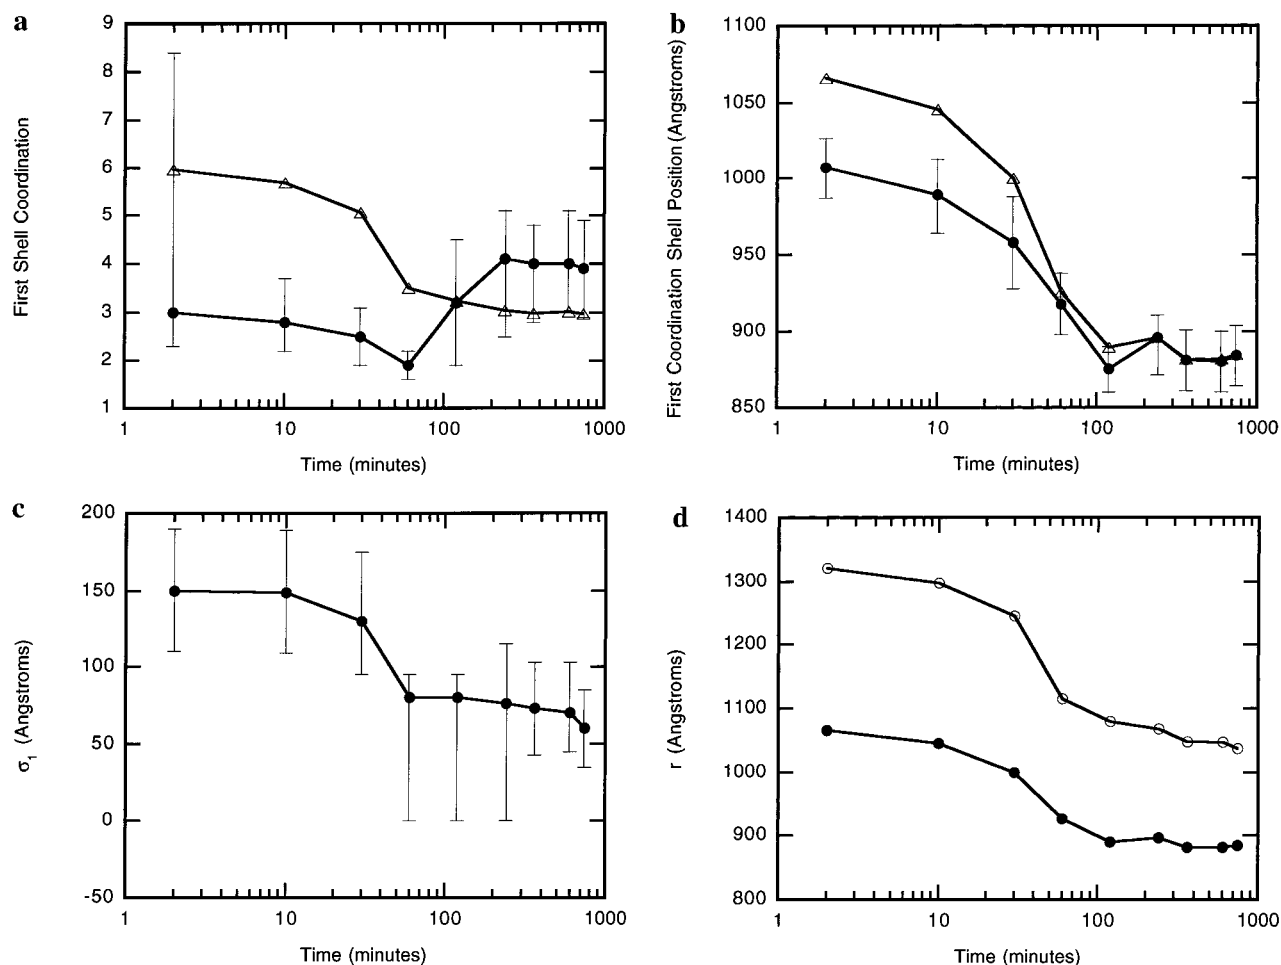 a
9
8
7
6
5
4
3
2
1
First Shell Coordination
1 10 100 1000
Time (minutes)
b
1100
1050
1000
950
900
850
First Coordination Shell Position (Angstroms)
1 10 100 1000
Time (minutes)
c
200
150
100
50
0
-50
σ1 (Angstroms)
1 10 100 1000
Time (minutes)
d
1400
1300
1200
1100
1000
900
800
r (Angstroms)
1 10 100 1000
Time (minutes)